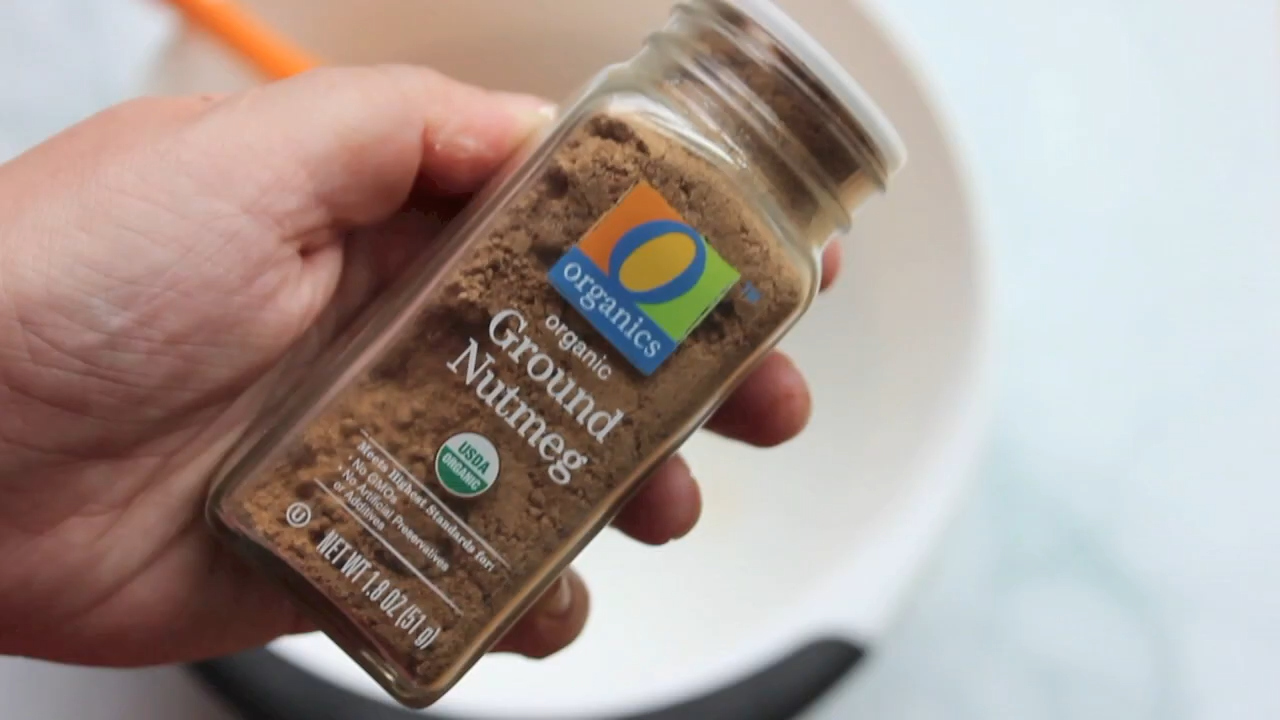 O
organics™
organic
Ground
Nutmeg
USDA
ORGANIC
Meets Highest Standards for:
· No GMOs
· No Artificial Preservatives
or Additives
U
NET WT 1.8 OZ (51 g)